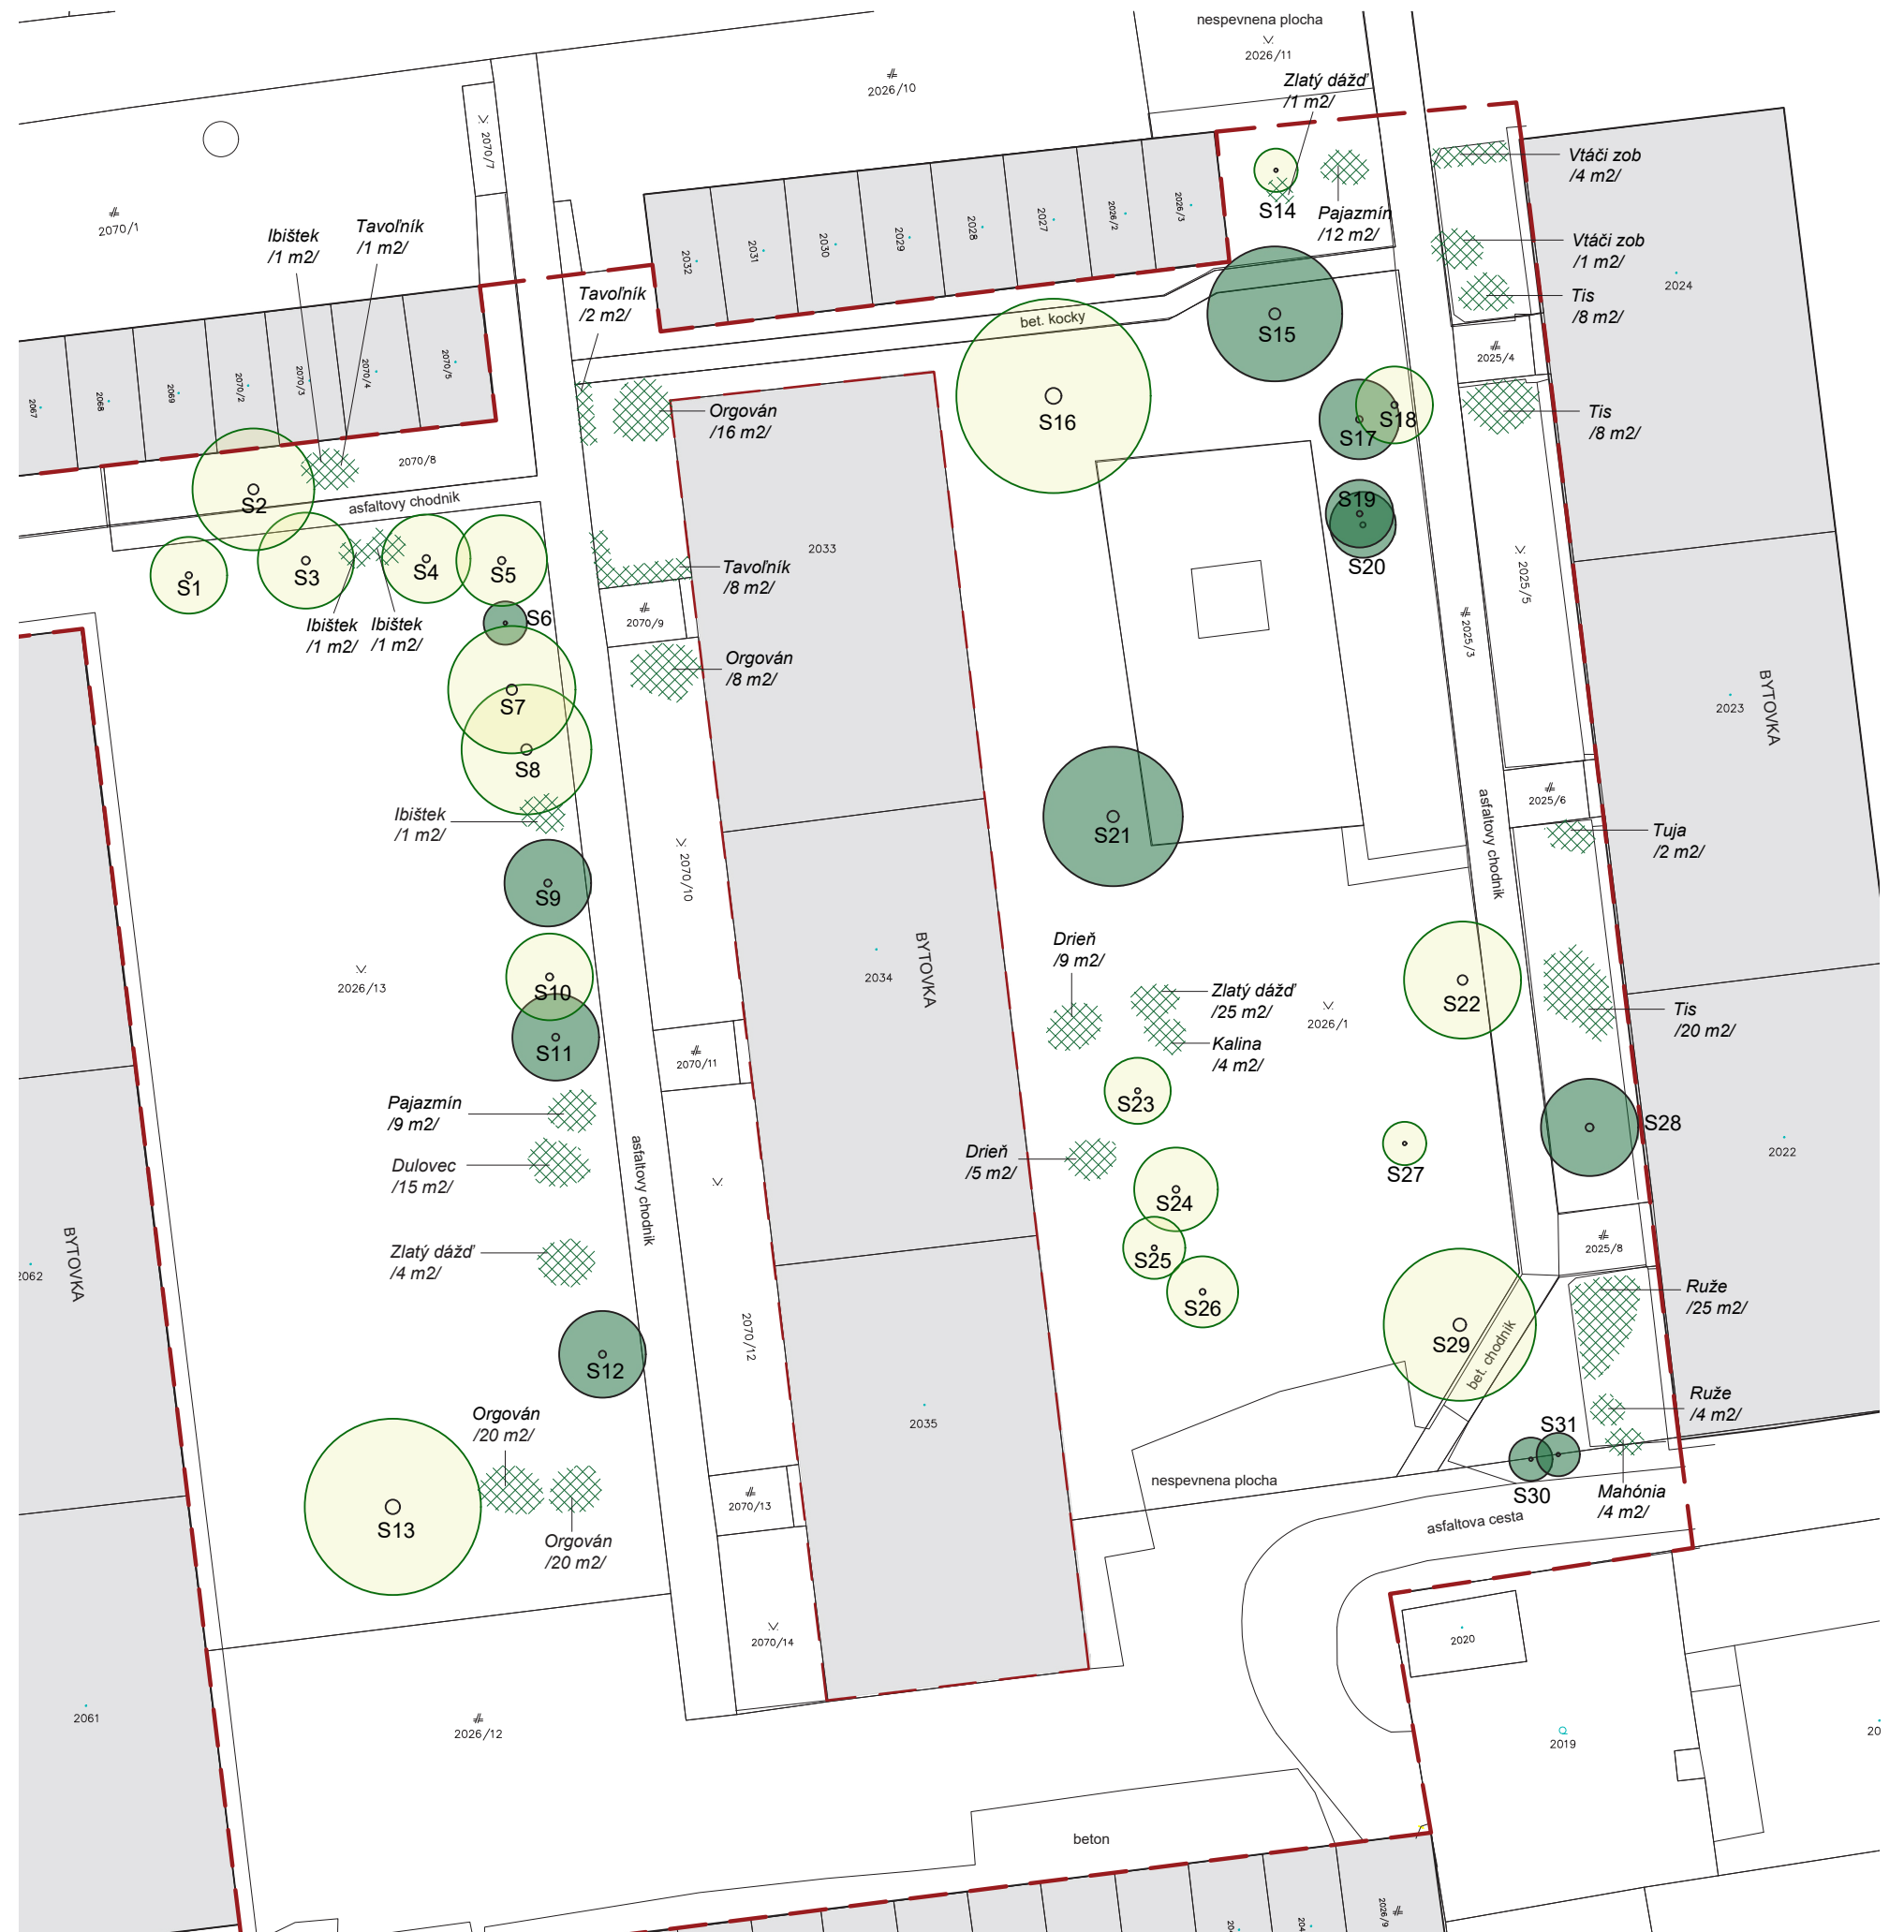 nespevnena plocha
2026/11
Zlatý dážď
/1 m2/
2026/10
2070/7
2070/1
Ibištek
/1 m2/
Tavoľník
/1 m2/
Vtáči zob
/4 m2/
S14
Pajazmín
/12 m2/
2032
2031
2030
2029
2028
2027
2026/2
2026/3
Vtáči zob
/1 m2/
Tis
/8 m2/
2024
Tavoľník
/2 m2/
bet. kocky
S15
2025/4
2067
2068
2069
2070/2
2070/3
2070/4
2070/5
S16
S17
S18
Orgován
/16 m2/
Tis
/8 m2/
2070/8
asfaltovy chodnik
S2
S19
S20
S1
S3
S4
S5
S6
2033
Tavoľník
/8 m2/
2070/9
2025/5
2025/3
Ibištek
/1 m2/
Ibištek
/1 m2/
Orgován
/8 m2/
S7
S8
2023
BYTOVKA
2025/6
Ibištek
/1 m2/
S21
asfaltovy chodnik
Tuja
/2 m2/
2070/10
S9
Drieň
/9 m2/
2034
BYTOVKA
2026/13
S10
Zlatý dážď
/25 m2/
2026/1
S22
Tis
/20 m2/
S11
2070/11
Kalina
/4 m2/
Pajazmín
/9 m2/
S23
S28
Dulovec
/15 m2/
asfaltovy chodnik
Drieň
/5 m2/
S27
2022
S24
Zlatý dážď
/4 m2/
S25
2025/8
2062
BYTOVKA
S26
Ruže
/25 m2/
2070/12
S29
bet. chodnik
S12
Ruže
/4 m2/
2035
Orgován
/20 m2/
S31
S30
nespevnena plocha
2070/13
Mahónia
/4 m2/
S13
asfaltova cesta
Orgován
/20 m2/
2070/14
2020
2061
2026/12
2019
20
beton
2026/9
204
204